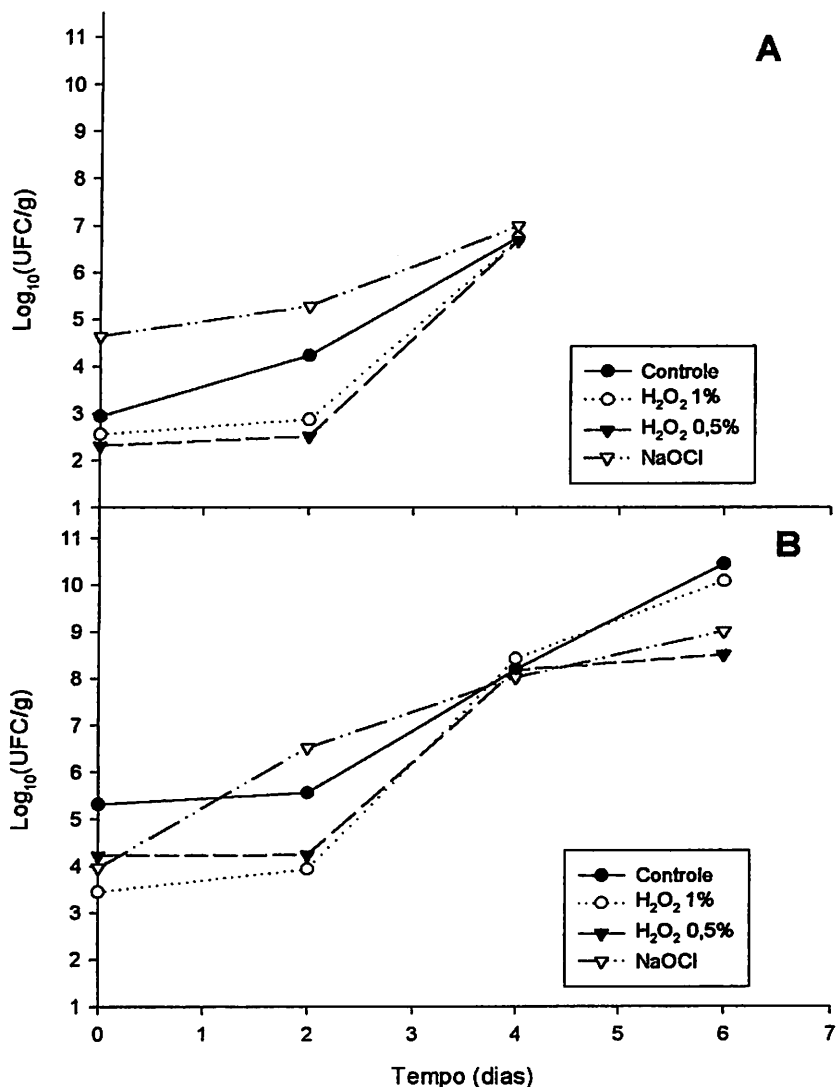 A
11
10
9
8
7
6
5
4
3
2
1
Log₁₀(UFC/g)
Controle
H₂O₂ 1%
H₂O₂ 0,5%
NaOCl
B
11
10
9
8
7
6
5
4
3
2
1
Log₁₀(UFC/g)
Controle
H₂O₂ 1%
H₂O₂ 0,5%
NaOCl
0 1 2 3 4 5 6 7
Tempo (dias)